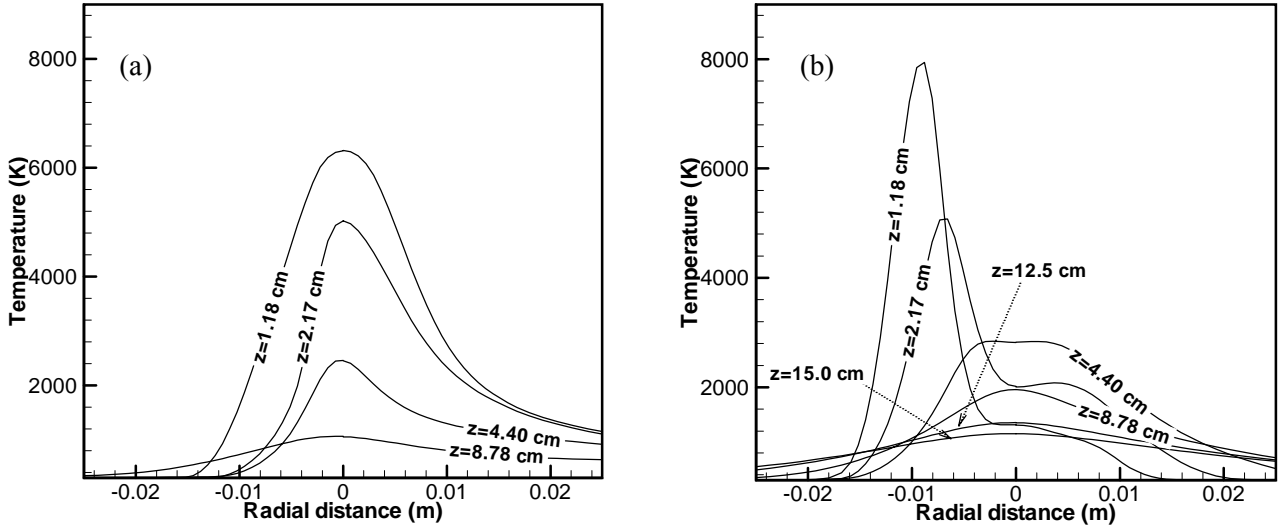 (a)
8000
6000
4000
2000
Temperature (K)
z=1.18 cm
z=2.17 cm
z=4.40 cm
z=8.78 cm
-0.02
-0.01
0
0.01
0.02
Radial distance (m)
(b)
8000
6000
4000
2000
Temperature (K)
z=1.18 cm
z=2.17 cm
z=12.5 cm
z=15.0 cm
z=4.40 cm
z=8.78 cm
-0.02
-0.01
0
0.01
0.02
Radial distance (m)